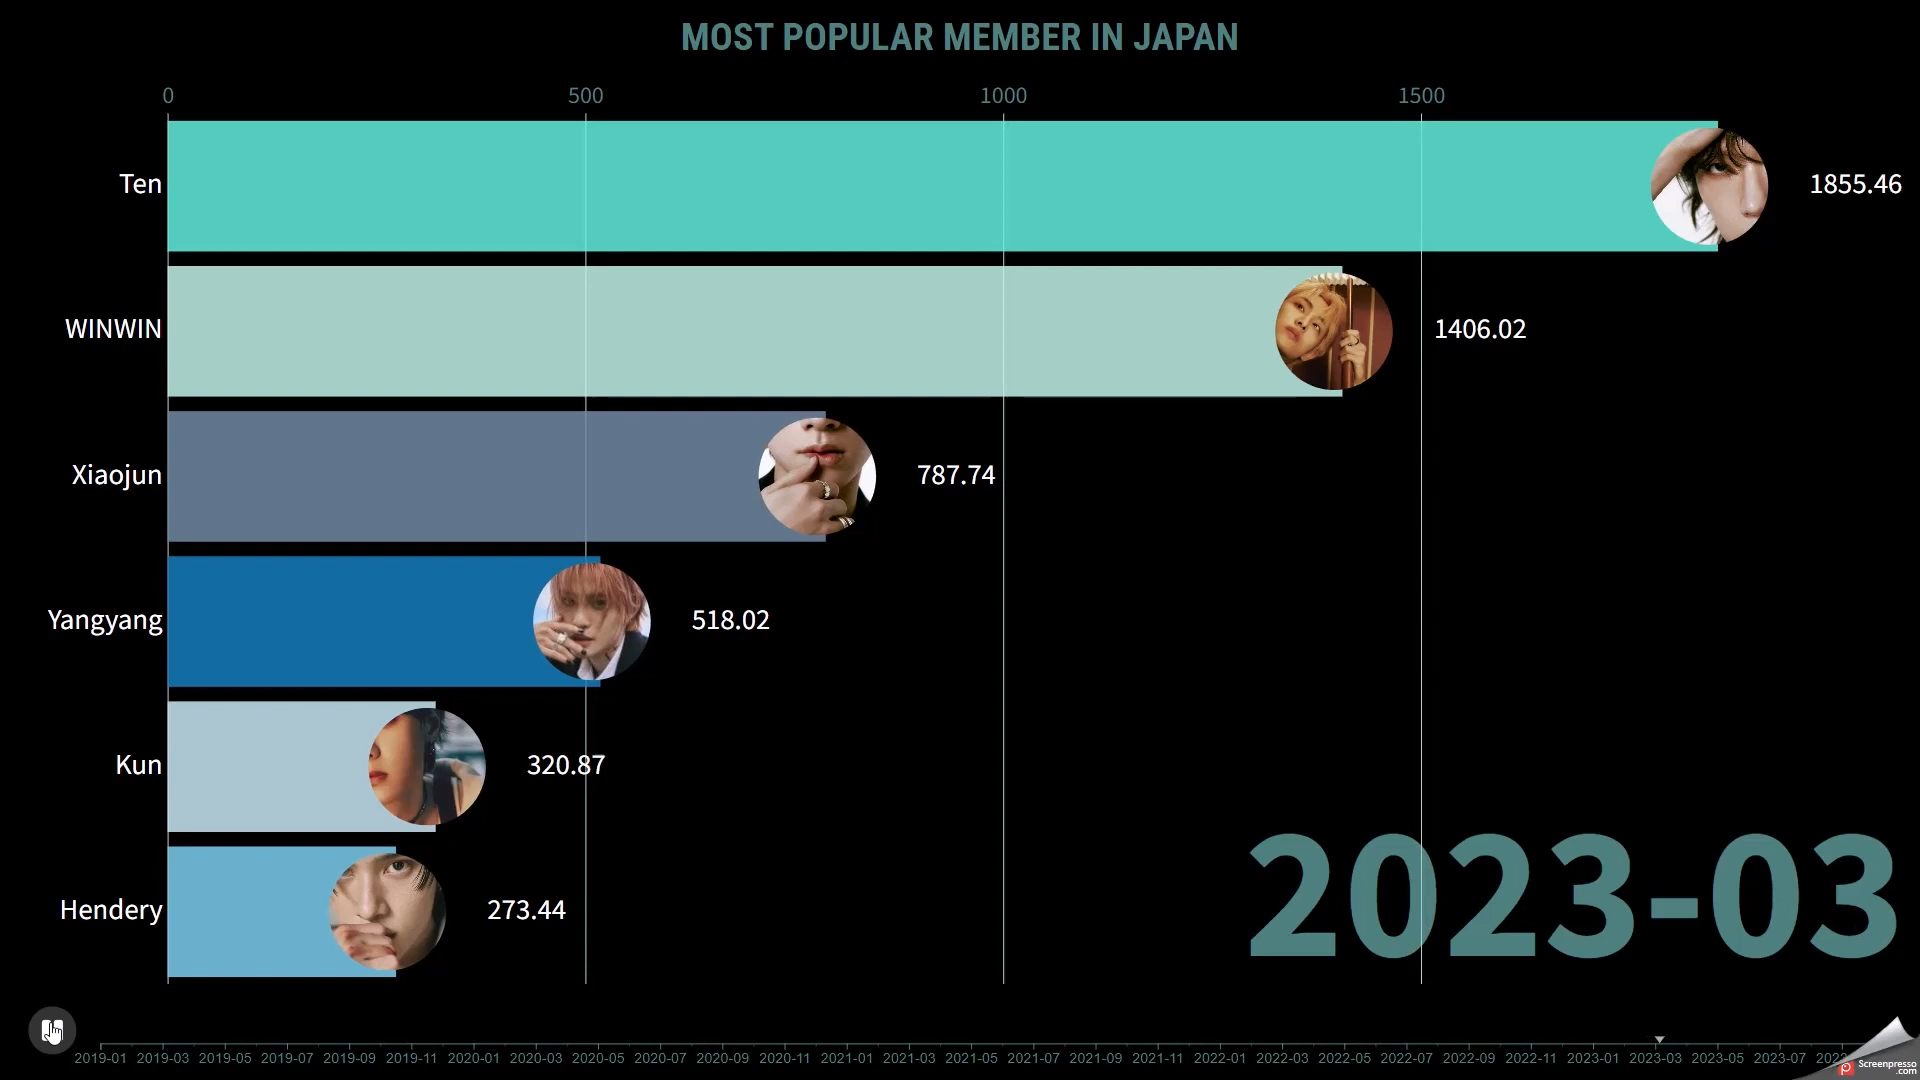 MOST POPULAR MEMBER IN JAPAN
0 500 1000 1500
Ten 1855.46
WINWIN 1406.02
Xiaojun 787.74
Yangyang 518.02
Kun 320.87
Hendery 273.44
2023-03
2019-01 2019-03 2019-05 2019-07 2019-09 2019-11 2020-01 2020-03 2020-05 2020-07 2020-09 2020-11 2021-01 2021-03 2021-05 2021-07 2021-09 2021-11 2022-01 2022-03 2022-05 2022-07 2022-09 2022-11 2023-01 2023-03 2023-05 2023-07
Screenpresso
.com